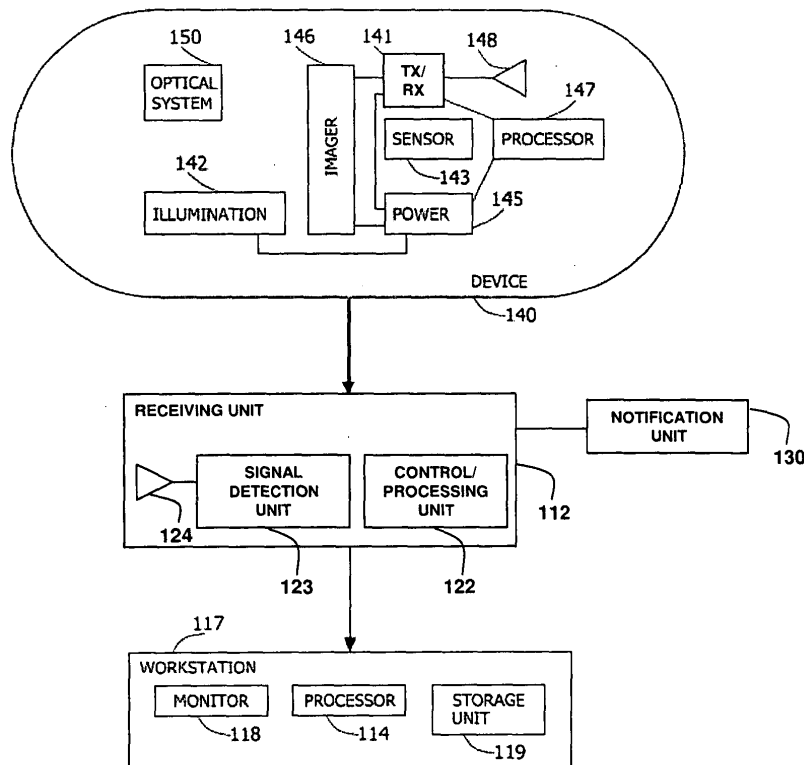 150
146
141
148
OPTICAL
SYSTEM
TX/
RX
147
IMAGER
SENSOR
PROCESSOR
142
143
ILLUMINATION
POWER
145
DEVICE
140
RECEIVING UNIT
NOTIFICATION
UNIT
130
SIGNAL
DETECTION
UNIT
CONTROL/
PROCESSING
UNIT
124
112
123
122
117
WORKSTATION
MONITOR
PROCESSOR
STORAGE
UNIT
118
114
119